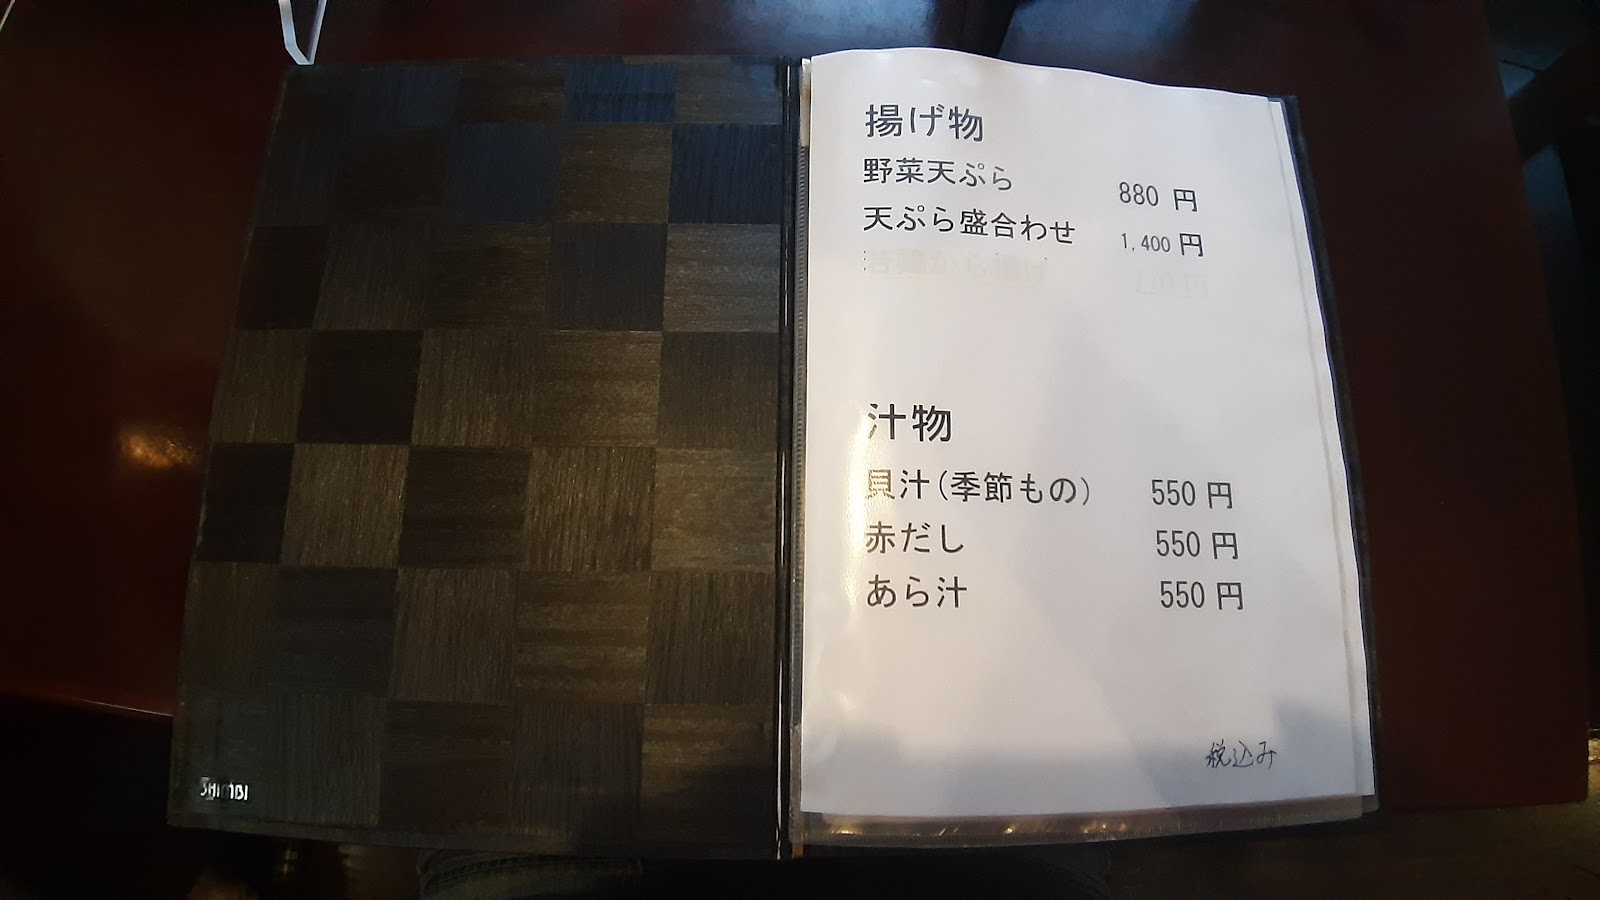 揚げ物
野菜天ぷら 880 円
天ぷら盛合わせ 1,400 円
汁物
貝汁(季節もの) 550 円
赤だし 550 円
あら汁 550 円
税込み
SHIMBI